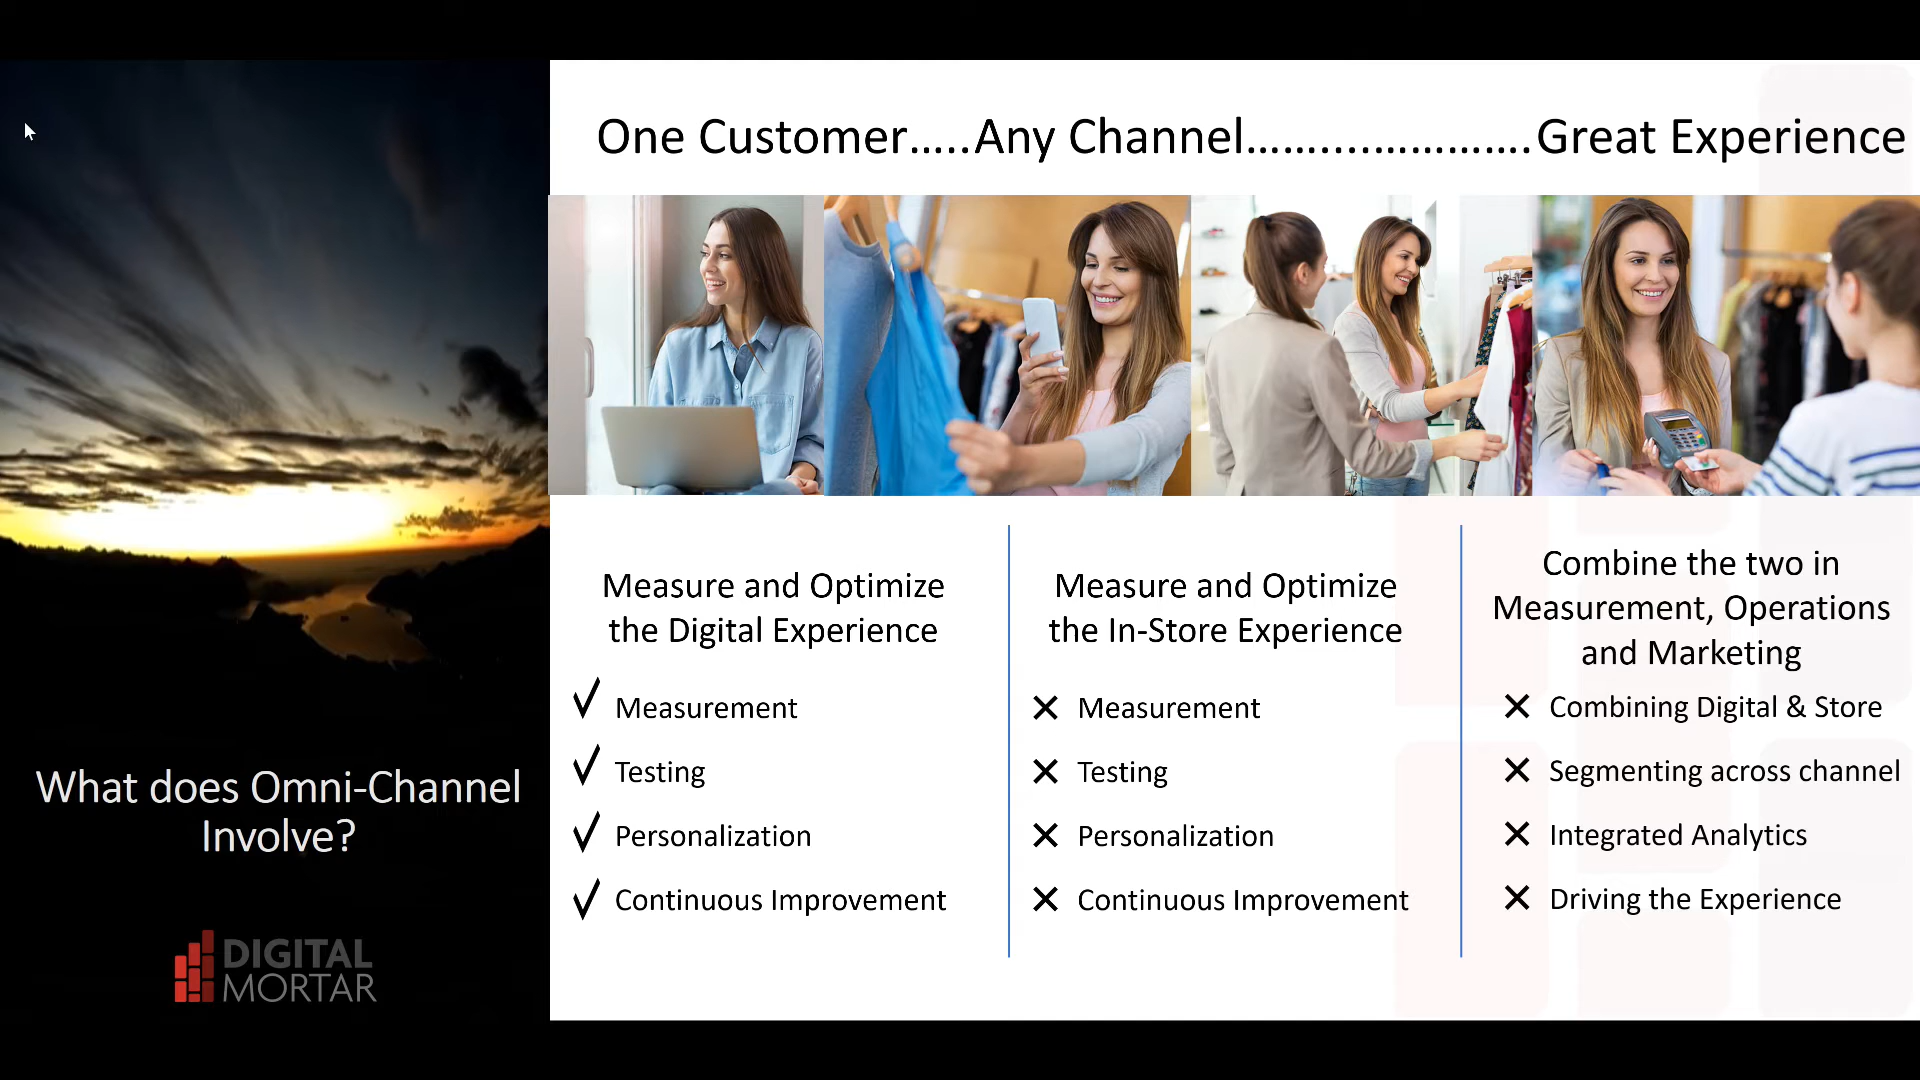 One Customer.....Any Channel........................Great Experience
Measure and Optimize
the Digital Experience
✓ Measurement
✓ Testing
✓ Personalization
✓ Continuous Improvement
Measure and Optimize
the In-Store Experience
✕ Measurement
✕ Testing
✕ Personalization
✕ Continuous Improvement
Combine the two in
Measurement, Operations
and Marketing
✕ Combining Digital & Store
✕ Segmenting across channel
✕ Integrated Analytics
✕ Driving the Experience
What does Omni-Channel
Involve?
DIGITAL
MORTAR